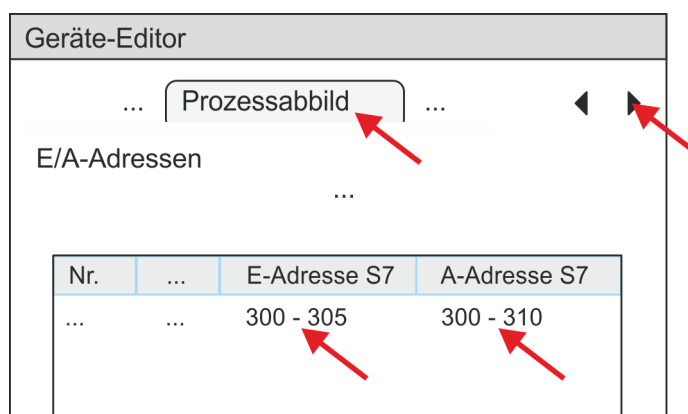 Geräte-Editor
... Prozessabbild ...
E/A-Adressen
...
Nr. ... E-Adresse S7 A-Adresse S7
... ... 300 - 305 300 - 310